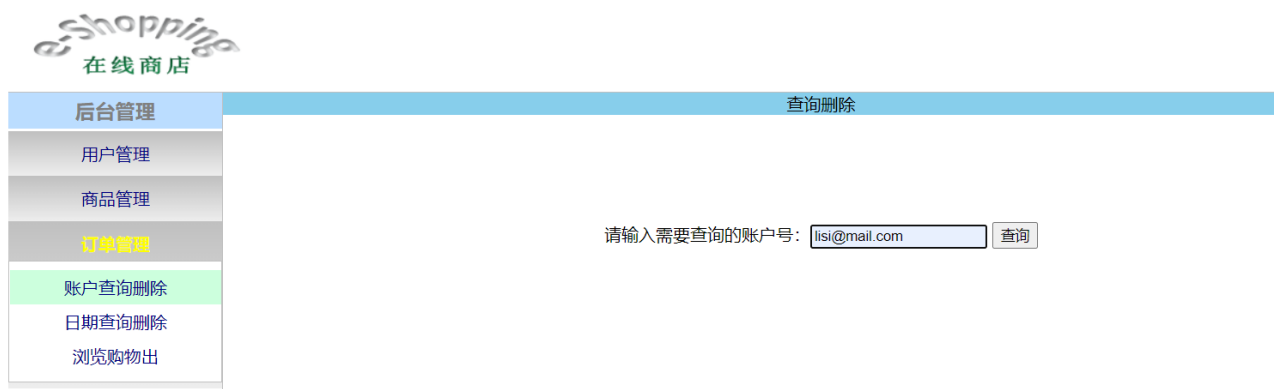 e-Shopping
在线商店
后台管理
查询删除
用户管理
商品管理
订单管理
请输入需要查询的账户号： lisi@mail.com 查询
账户查询删除
日期查询删除
浏览购物出